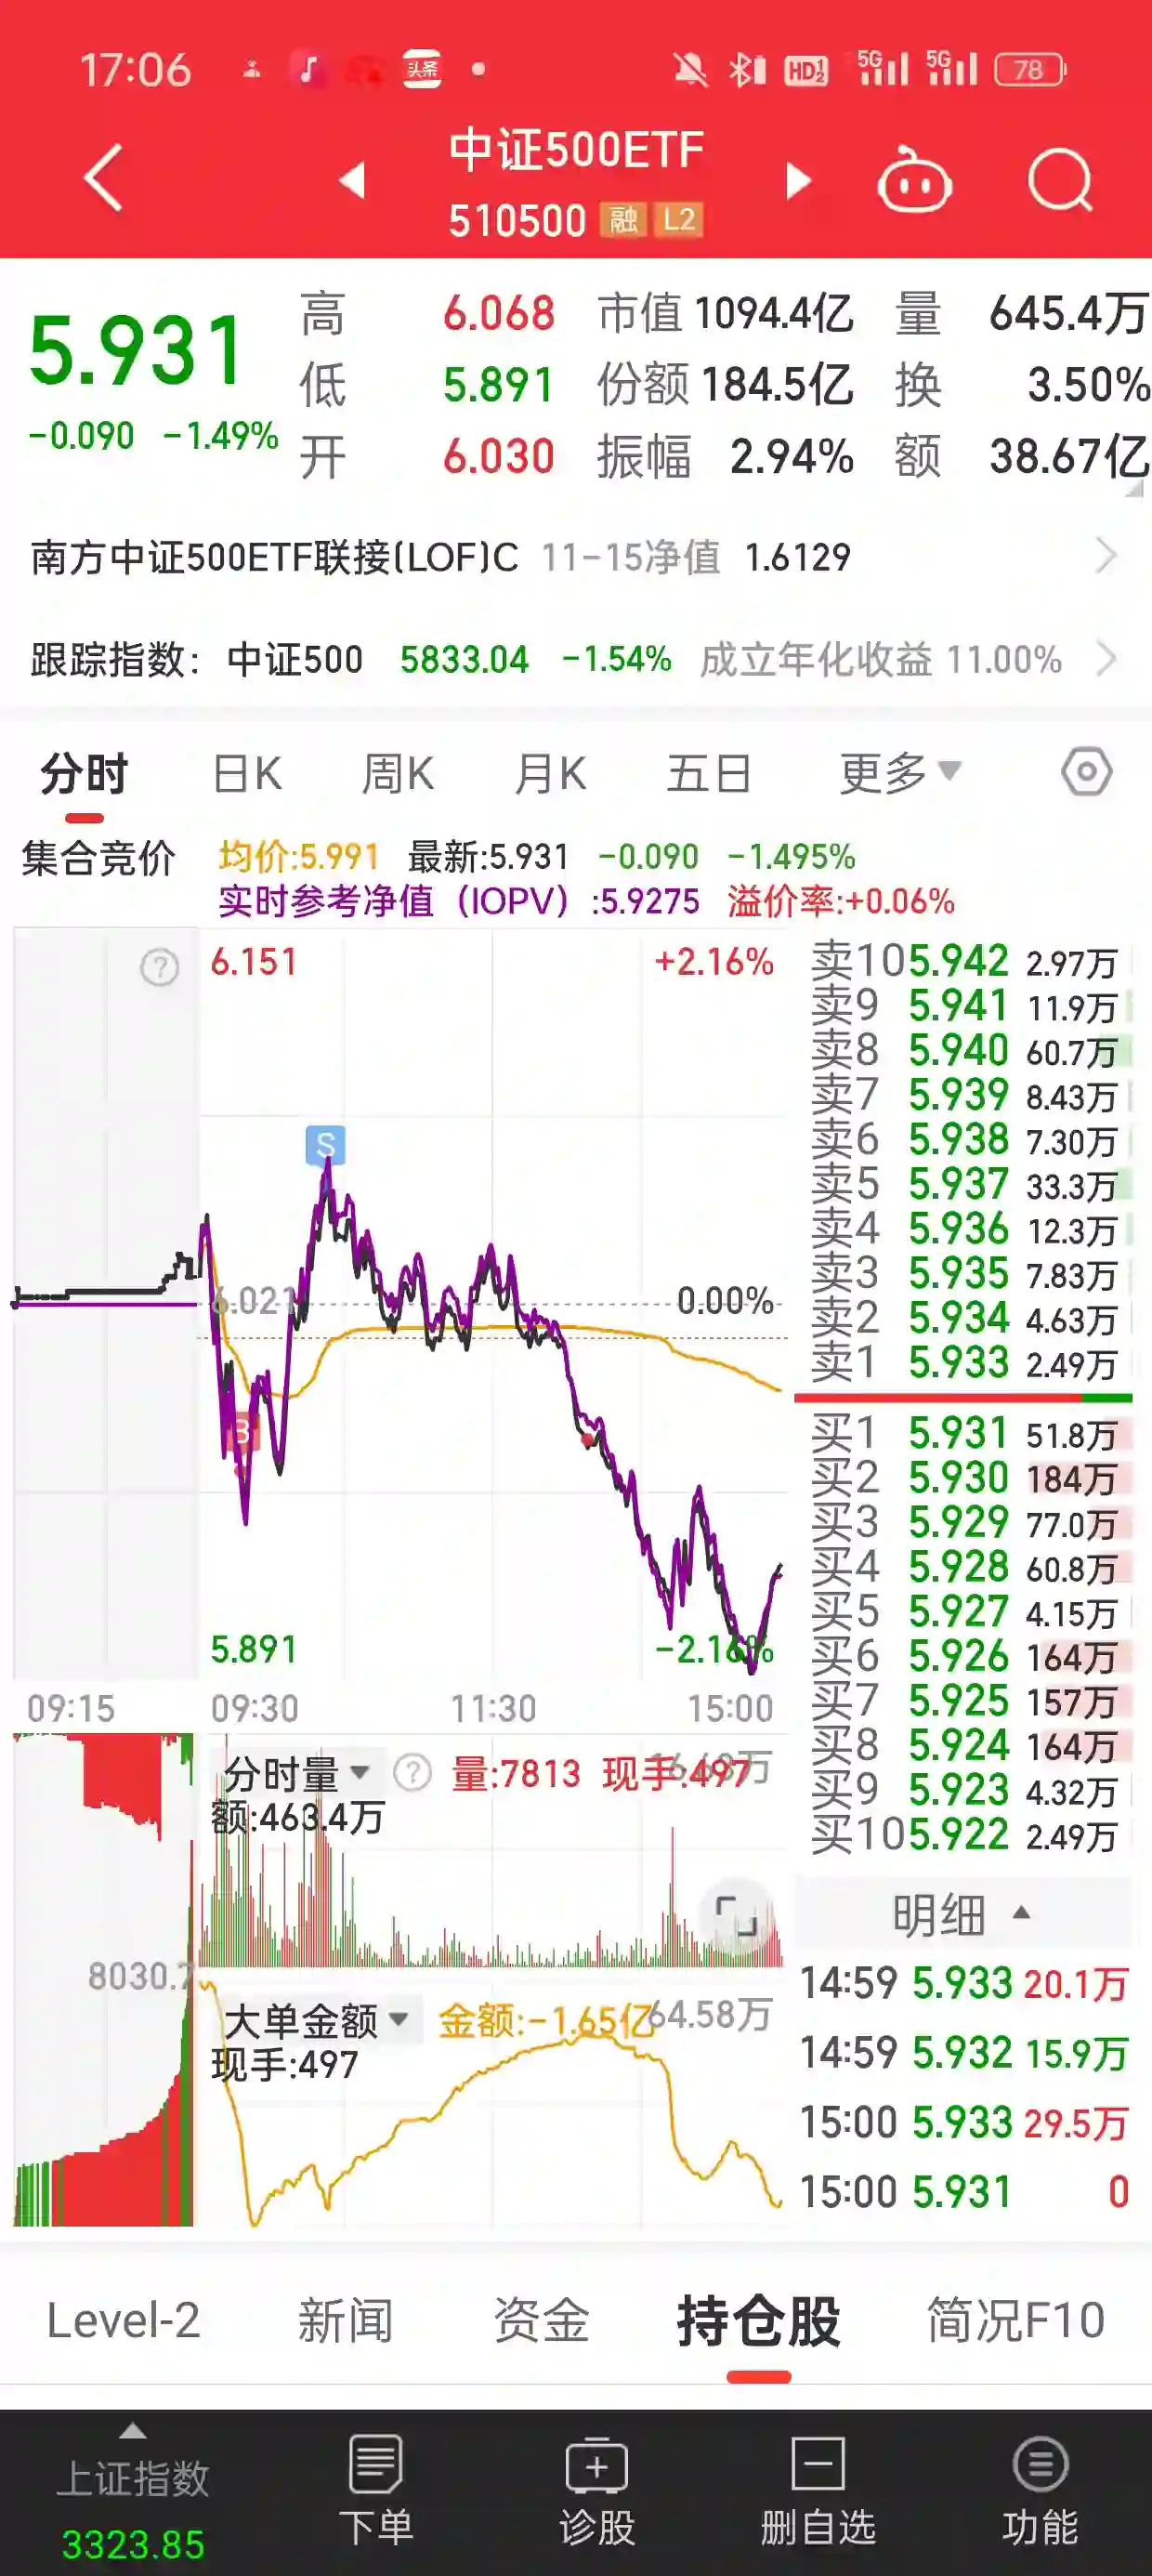 17:06 头条 HD 1 2 5G 5G 78
中证500ETF
510500 融 L2
5.931
-0.090 -1.49%
高 6.068 市值 1094.4亿 量 645.4万
低 5.891 份额 184.5亿 换 3.50%
开 6.030 振幅 2.94% 额 38.67亿
南方中证500ETF联接(LOF)C 11-15净值 1.6129
跟踪指数: 中证500 5833.04 -1.54% 成立年化收益 11.00%
分时 日K 周K 月K 五日 更多
集合竞价 均价:5.991 最新:5.931 -0.090 -1.495%
实时参考净值 (IOPV) :5.9275 溢价率:+0.06%
6.151 +2.16%
S
6.021 0.00%
B
5.891 -2.16%
09:15 09:30 11:30 15:00
卖10 5.942 2.97万
卖9 5.941 11.9万
卖8 5.940 60.7万
卖7 5.939 8.43万
卖6 5.938 7.30万
卖5 5.937 33.3万
卖4 5.936 12.3万
卖3 5.935 7.83万
卖2 5.934 4.63万
卖1 5.933 2.49万
买1 5.931 51.8万
买2 5.930 184万
买3 5.929 77.0万
买4 5.928 60.8万
买5 5.927 4.15万
买6 5.926 164万
买7 5.925 157万
买8 5.924 164万
买9 5.923 4.32万
买10 5.922 2.49万
分时量 ? 量:7813 现手:497
额:463.4万
8030.7
大单金额 金额:-1.65亿 64.58万
现手:497
明细
14:59 5.933 20.1万
14:59 5.932 15.9万
15:00 5.933 29.5万
15:00 5.931 0
Level-2 新闻 资金 持仓股 简况F10
上证指数 下单 诊股 删自选 功能
3323.85